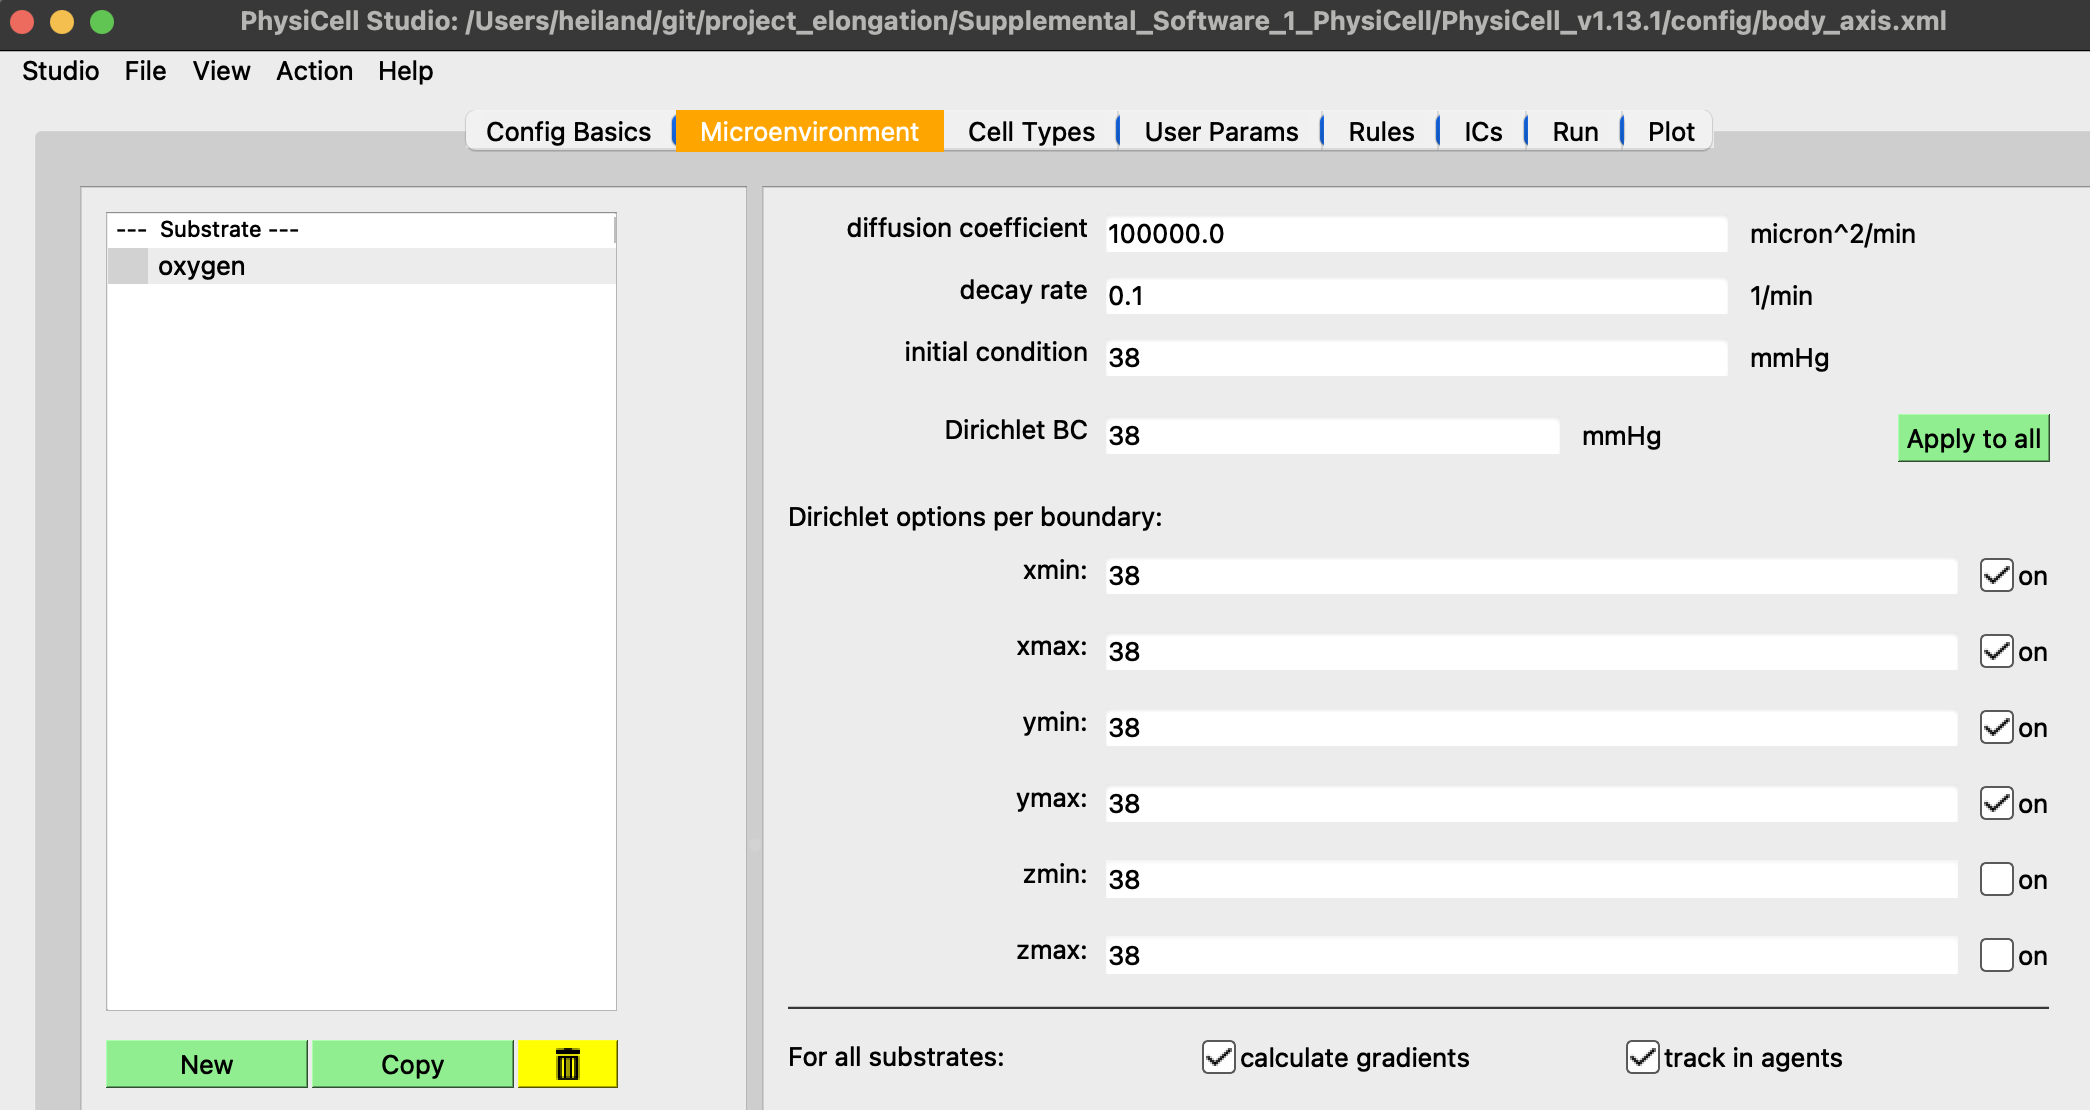 PhysiCell Studio: /Users/heiland/git/project_elongation/Supplemental_Software_1_PhysiCell/PhysiCell_v1.13.1/config/body_axis.xml
Studio File View Action Help
Config Basics Microenvironment Cell Types User Params Rules ICs Run Plot
--- Substrate ---
oxygen
New Copy
diffusion coefficient 100000.0 micron^2/min
decay rate 0.1 1/min
initial condition 38 mmHg
Dirichlet BC 38 mmHg Apply to all
Dirichlet options per boundary:
xmin: 38 on
xmax: 38 on
ymin: 38 on
ymax: 38 on
zmin: 38 on
zmax: 38 on
For all substrates: calculate gradients track in agents